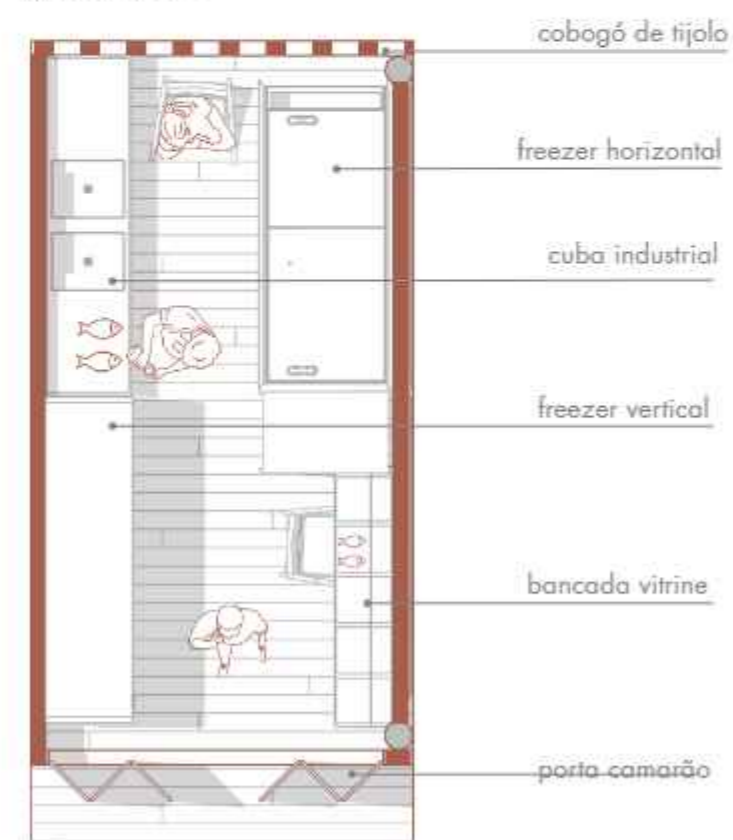 cobogó de tijolo
freezer horizontal
cuba industrial
freezer vertical
bancada vitrine
porta camarão